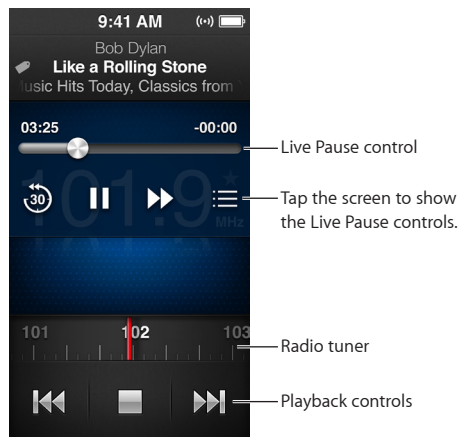 9:41 AM
Bob Dylan
Like a Rolling Stone
usic Hits Today, Classics from
03:25
-00:00
Live Pause control
101.9
MHz
30
Tap the screen to show
the Live Pause controls.
101
102
103
Radio tuner
Playback controls